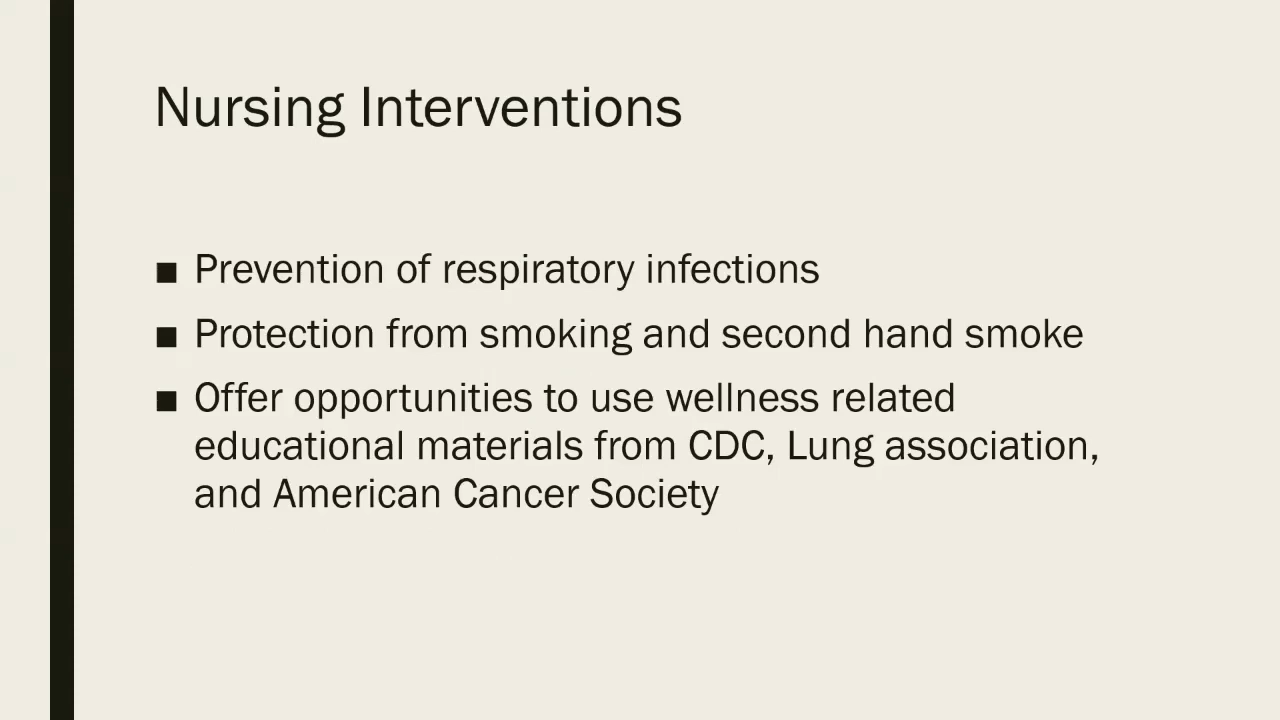 Nursing Interventions
■ Prevention of respiratory infections
■ Protection from smoking and second hand smoke
■ Offer opportunities to use wellness related
educational materials from CDC, Lung association,
and American Cancer Society